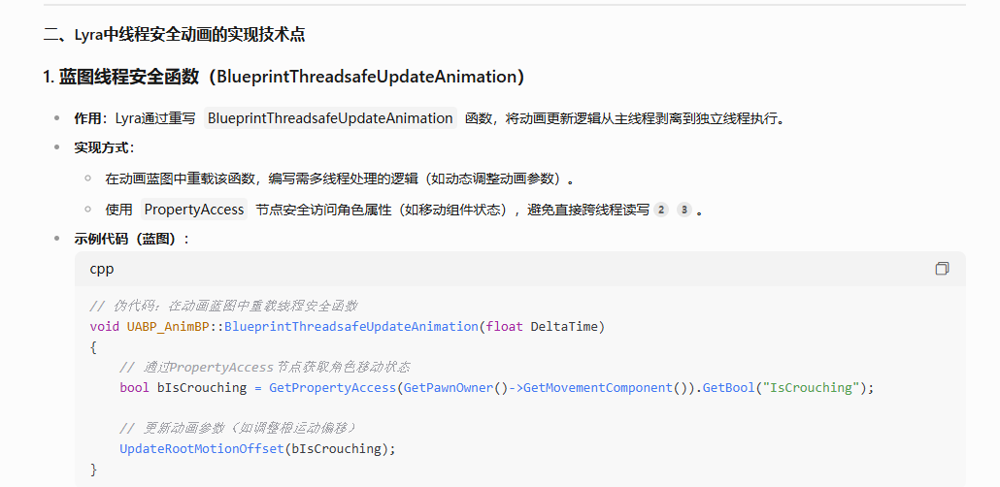 二、Lyra中线程安全动画的实现技术点
1. 蓝图线程安全函数（BlueprintThreadsafeUpdateAnimation）
作用：Lyra通过重写 BlueprintThreadsafeUpdateAnimation 函数，将动画更新逻辑从主线程剥离到独立线程执行。
实现方式：
在动画蓝图中重载该函数，编写需多线程处理的逻辑（如动态调整动画参数）。
使用 PropertyAccess 节点安全访问角色属性（如移动组件状态），避免直接跨线程读写 2 3 。
示例代码（蓝图）：
cpp
// 伪代码：在动画蓝图中重载线程安全函数
void UABP_AnimBP::BlueprintThreadsafeUpdateAnimation(float DeltaTime)
{
// 通过PropertyAccess节点获取角色移动状态
bool bIsCrouching = GetPropertyAccess(GetPawnOwner()->GetMovementComponent()).GetBool("IsCrouching");
// 更新动画参数（如调整根运动偏移）
UpdateRootMotionOffset(bIsCrouching);
}